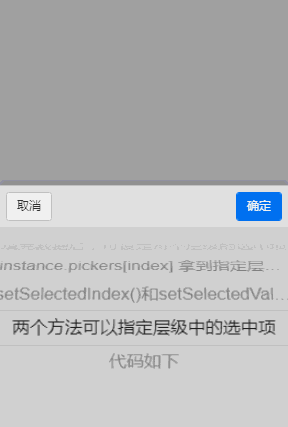 取消
确定
instance.pickers[index] 拿到指定层...
setSelectedIndex()和setSelectedVal...
两个方法可以指定层级中的选中项
代码如下